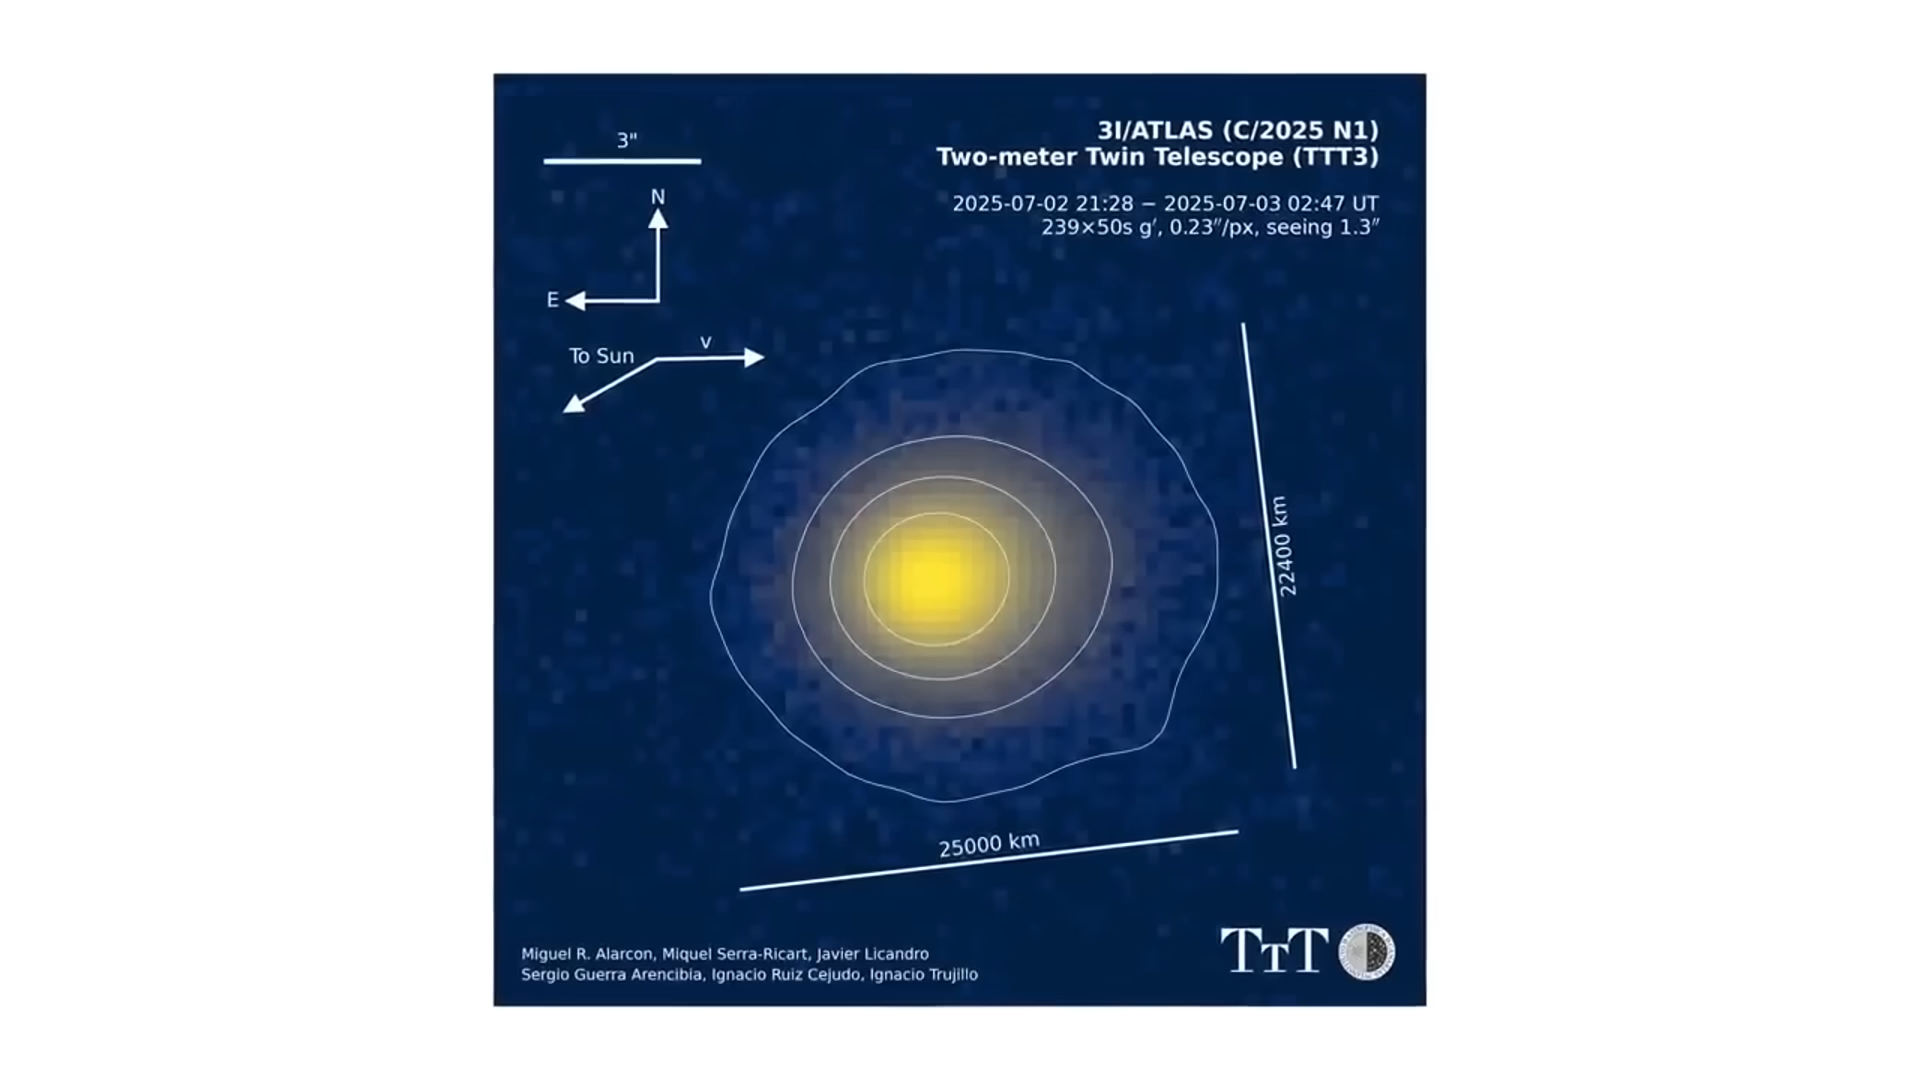 3"
3I/ATLAS (C/2025 N1)
Two-meter Twin Telescope (TTT3)
N
2025-07-02 21:28 − 2025-07-03 02:47 UT
239×50s g′, 0.23″/px, seeing 1.3″
E
To Sun
v
22400 km
25000 km
Miguel R. Alarcon, Miquel Serra-Ricart, Javier Licandro
Sergio Guerra Arencibia, Ignacio Ruiz Cejudo, Ignacio Trujillo
TTT